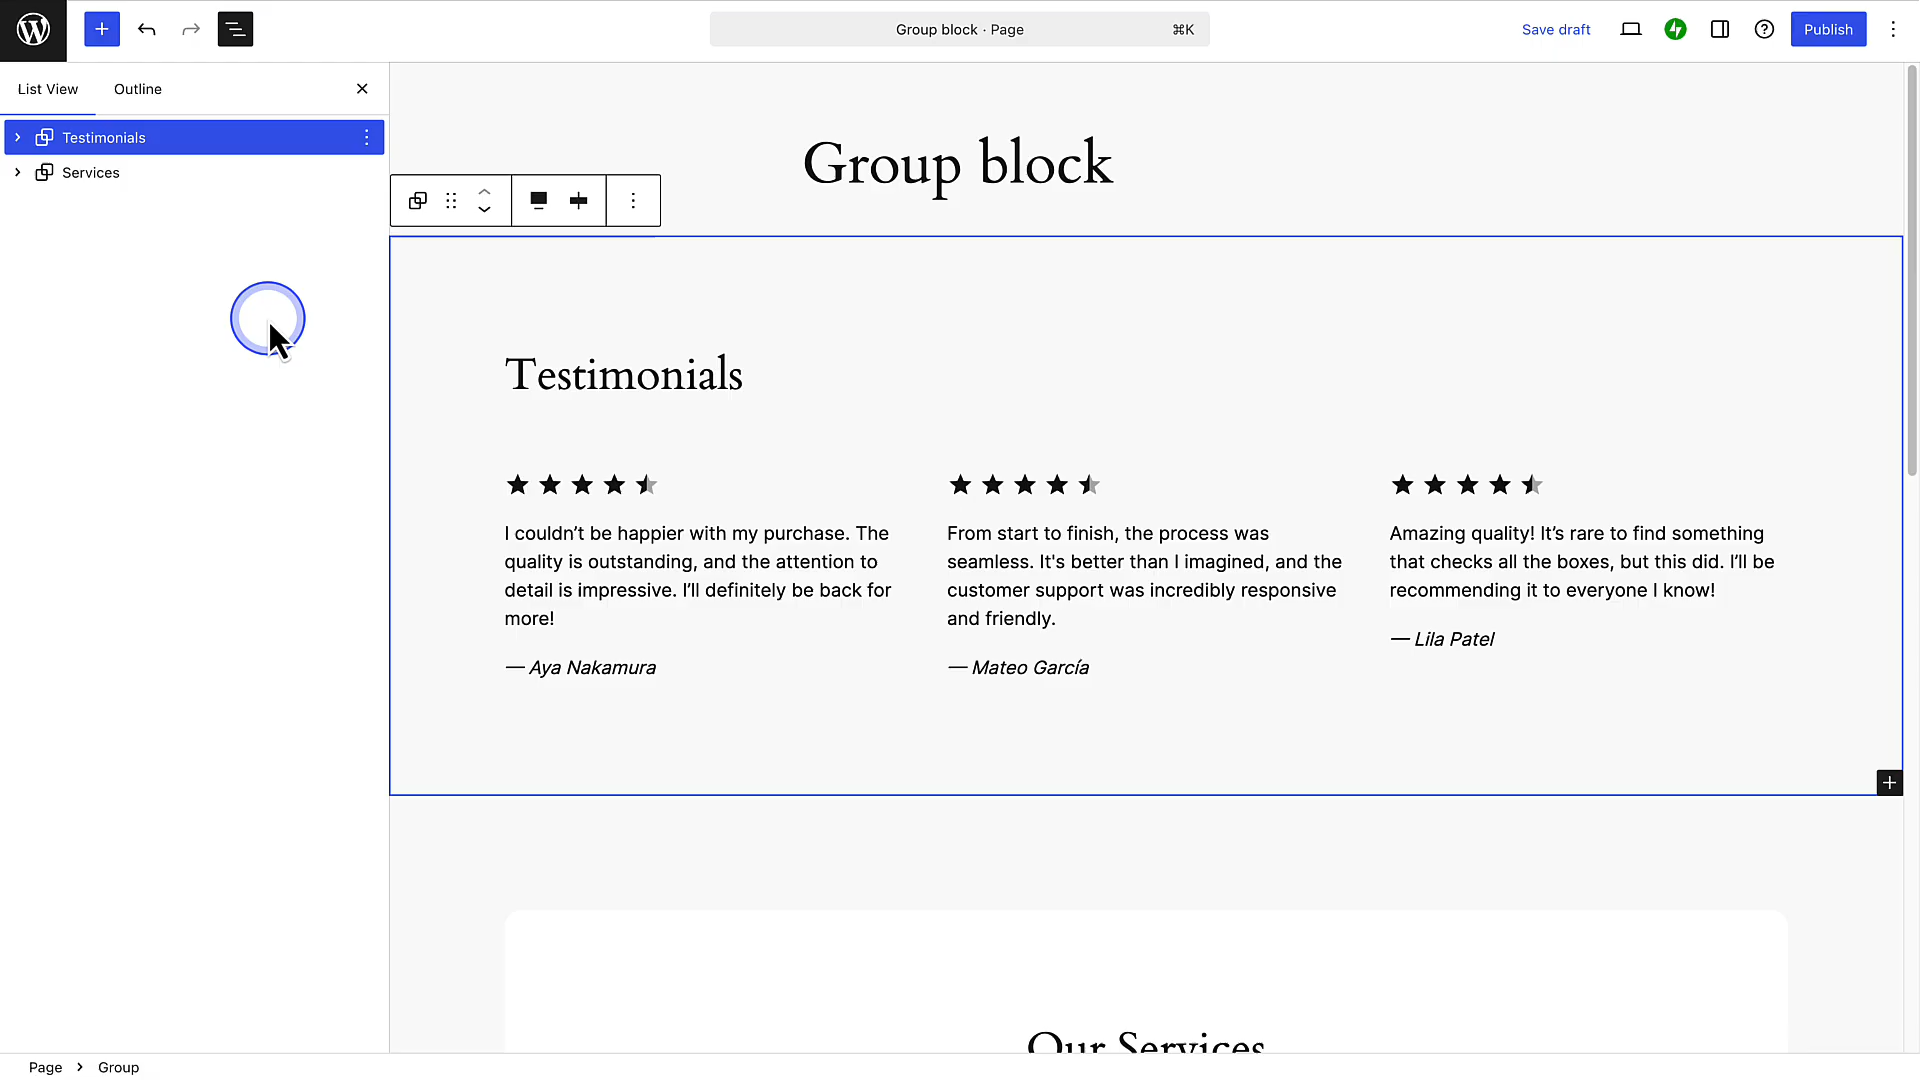 Group block · Page
⌘K
Save draft
Publish
List View
Outline
Testimonials
Services
Group block
Testimonials
I couldn’t be happier with my purchase. The
quality is outstanding, and the attention to
detail is impressive. I’ll definitely be back for
more!
— Aya Nakamura
From start to finish, the process was
seamless. It's better than I imagined, and the
customer support was incredibly responsive
and friendly.
— Mateo García
Amazing quality! It’s rare to find something
that checks all the boxes, but this did. I’ll be
recommending it to everyone I know!
— Lila Patel
Our Services
Page > Group